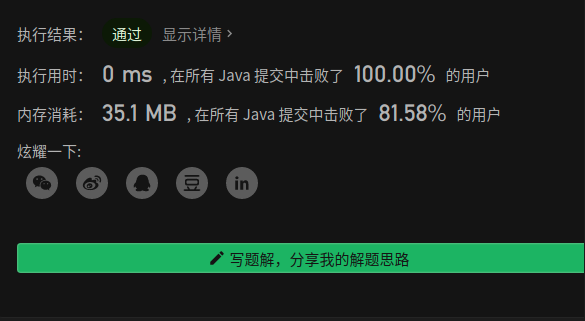 执行结果： 通过 显示详情 >
执行用时： 0 ms , 在所有 Java 提交中击败了 100.00% 的用户
内存消耗： 35.1 MB , 在所有 Java 提交中击败了 81.58% 的用户
炫耀一下:
豆 in
写题解，分享我的解题思路